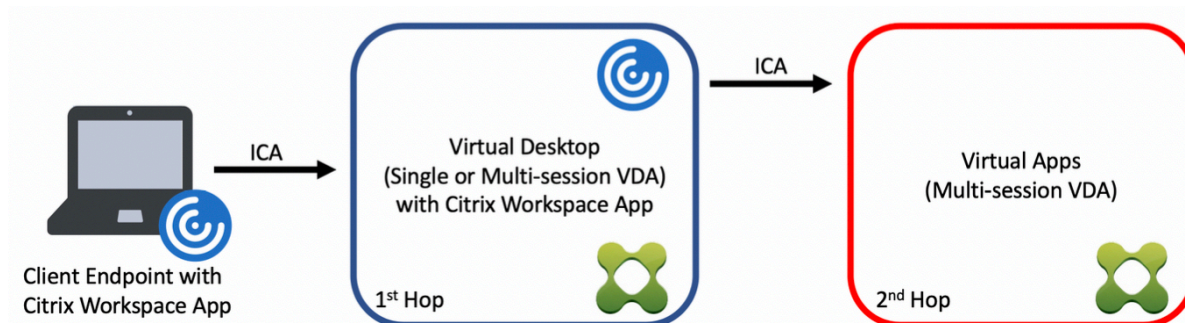 Client Endpoint with
Citrix Workspace App
ICA
Virtual Desktop
(Single or Multi-session VDA)
with Citrix Workspace App
1st Hop
ICA
Virtual Apps
(Multi-session VDA)
2nd Hop